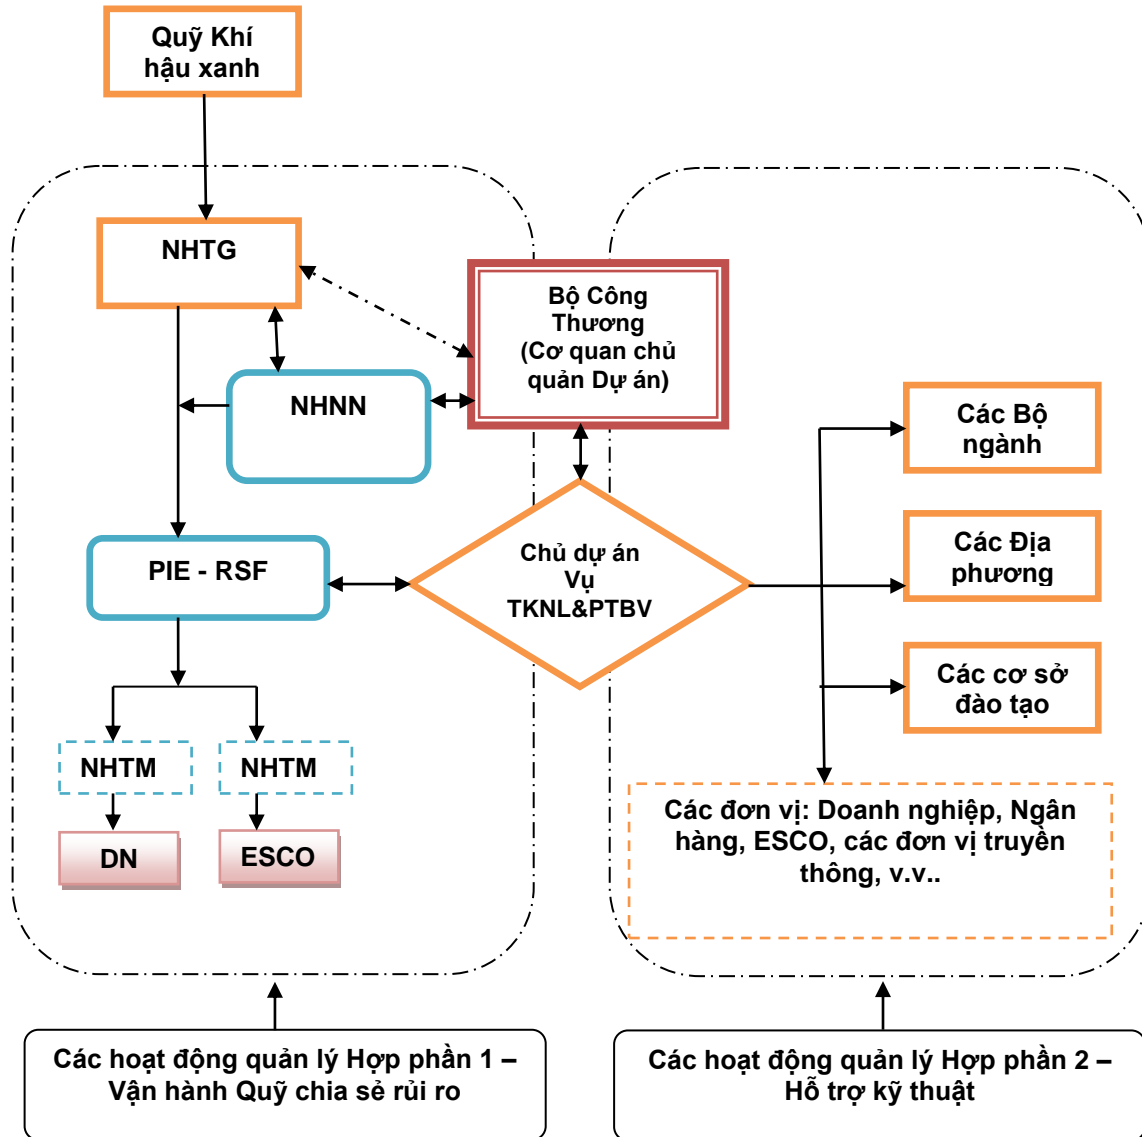 Quỹ Khí
hậu xanh
NHTG
Bộ Công
Thương
(Cơ quan chủ
quản Dự án)
NHNN
Các Bộ
ngành
PIE - RSF
Chủ dự án
Vụ
TKNL&PTBV
Các Địa
phương
Các cơ sở
đào tạo
NHTM
NHTM
DN
ESCO
Các đơn vị: Doanh nghiệp, Ngân
hàng, ESCO, các đơn vị truyền
thông, v.v..
Các hoạt động quản lý Hợp phần 1 –
Vận hành Quỹ chia sẻ rủi ro
Các hoạt động quản lý Hợp phần 2 –
Hỗ trợ kỹ thuật